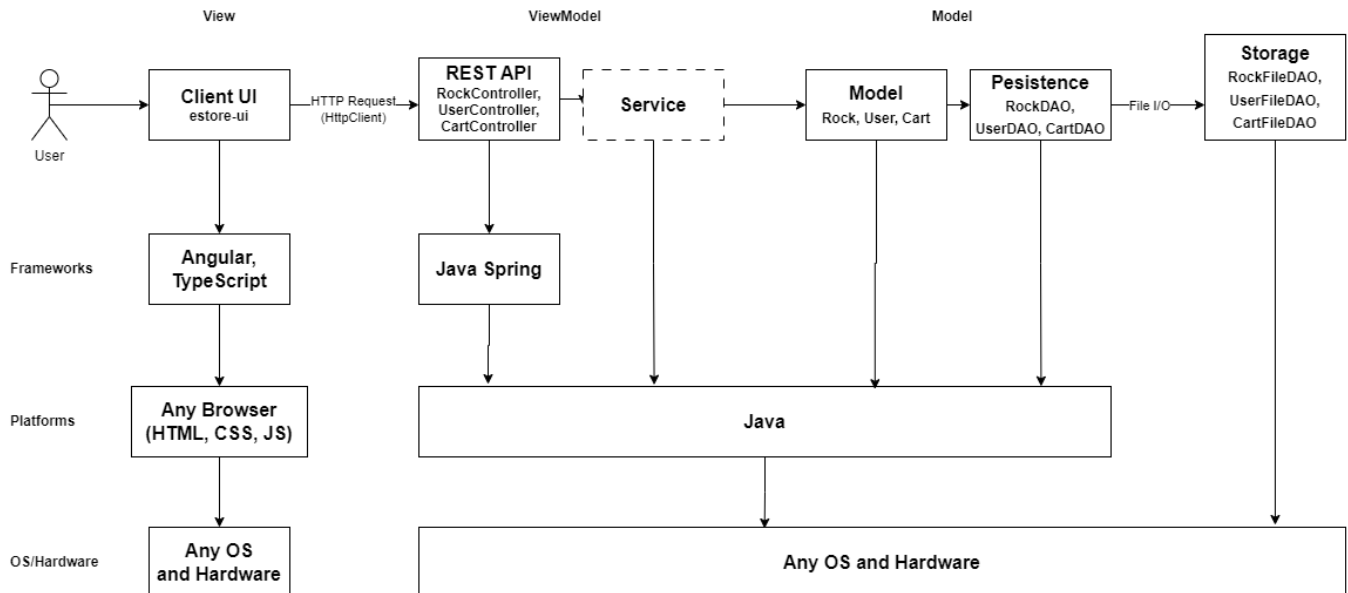 View
ViewModel
Model
User
Client UI
estore-ui
HTTP Request
(HttpClient)
REST API
RockController,
UserController,
CartController
Service
Model
Rock, User, Cart
Pesistence
RockDAO,
UserDAO, CartDAO
File I/O
Storage
RockFileDAO,
UserFileDAO,
CartFileDAO
Frameworks
Angular,
TypeScript
Java Spring
Platforms
Any Browser
(HTML, CSS, JS)
Java
OS/Hardware
Any OS
and Hardware
Any OS and Hardware